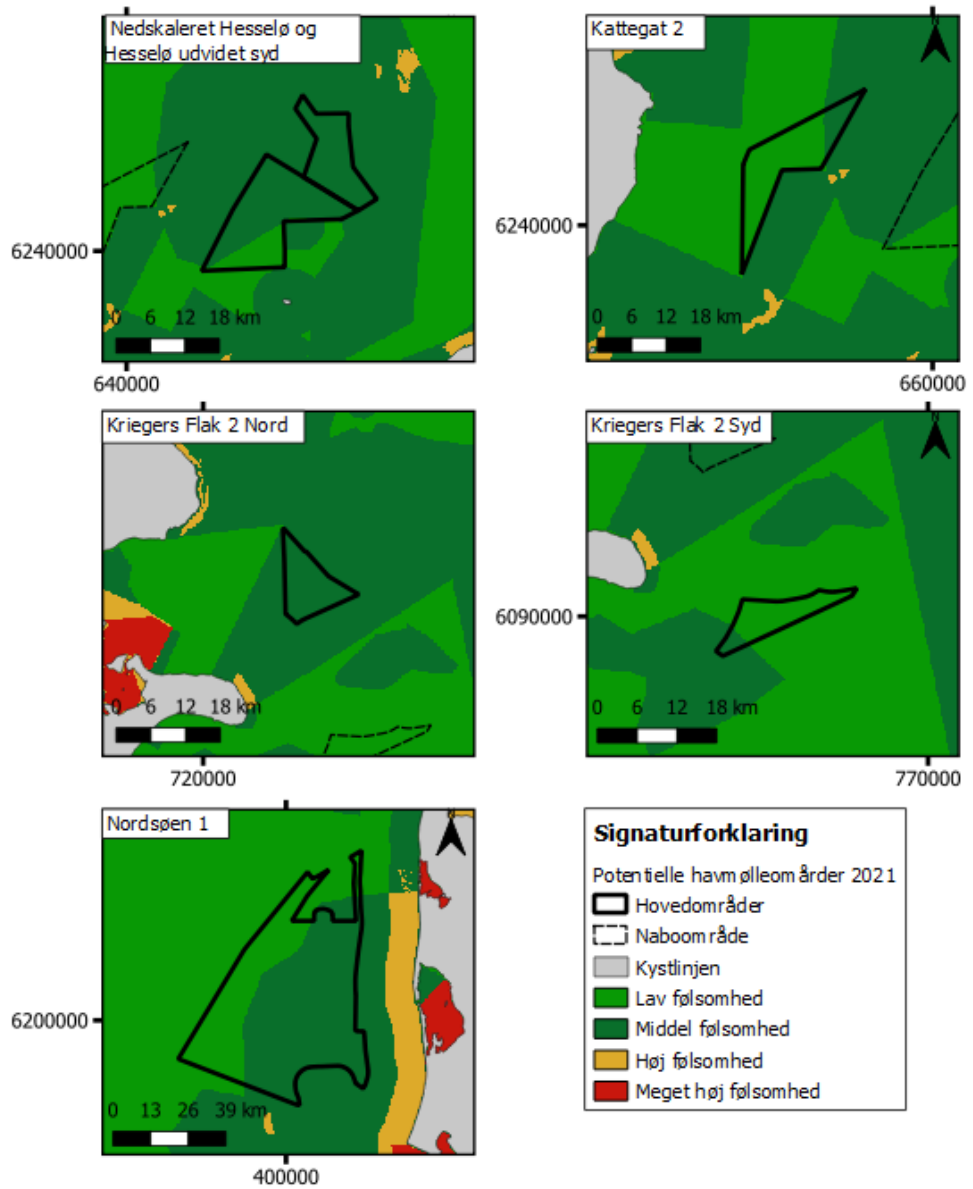 Nedskaleret Hesselø og
Hesselø udvidet syd
6240000
0 6 12 18 km
640000
Kattegat 2
6240000
0 6 12 18 km
660000
Kriegers Flak 2 Nord
0 6 12 18 km
720000
Kriegers Flak 2 Syd
6090000
0 6 12 18 km
770000
Nordsøen 1
6200000
0 13 26 39 km
400000
Signaturforklaring
Potentielle havmølleomårder 2021
Hovedområder
Naboområde
Kystlinjen
Lav følsomhed
Middel følsomhed
Høj følsomhed
Meget høj følsomhed